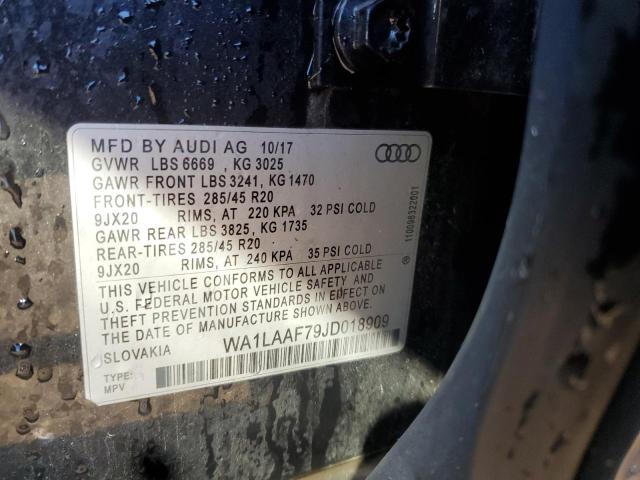 MFD BY AUDI AG 10/17
GVWR LBS 6669 , KG 3025
GAWR FRONT LBS 3241, KG 1470
FRONT-TIRES 285/45 R20
9JX20 RIMS, AT 220 KPA 32 PSI COLD
GAWR REAR LBS 3825, KG 1735
REAR-TIRES 285/45 R20
9JX20 RIMS, AT 240 KPA 35 PSI COLD
THIS VEHICLE CONFORMS TO ALL APPLICABLE
U.S. FEDERAL MOTOR VEHICLE SAFETY AND
THEFT PREVENTION STANDARDS IN EFFECT ON
THE DATE OF MANUFACTURE SHOWN ABOVE.
SLOVAKIA WA1LAAF79JD018909
TYPE:
MPV
110098322001
®